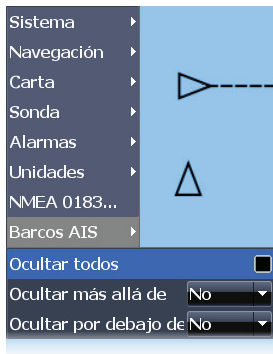 Sistema
Navegación
Carta
Sonda
Alarmas
Unidades
NMEA 0183...
Barcos AIS
Ocultar todos
Ocultar más allá de No
Ocultar por debajo de No